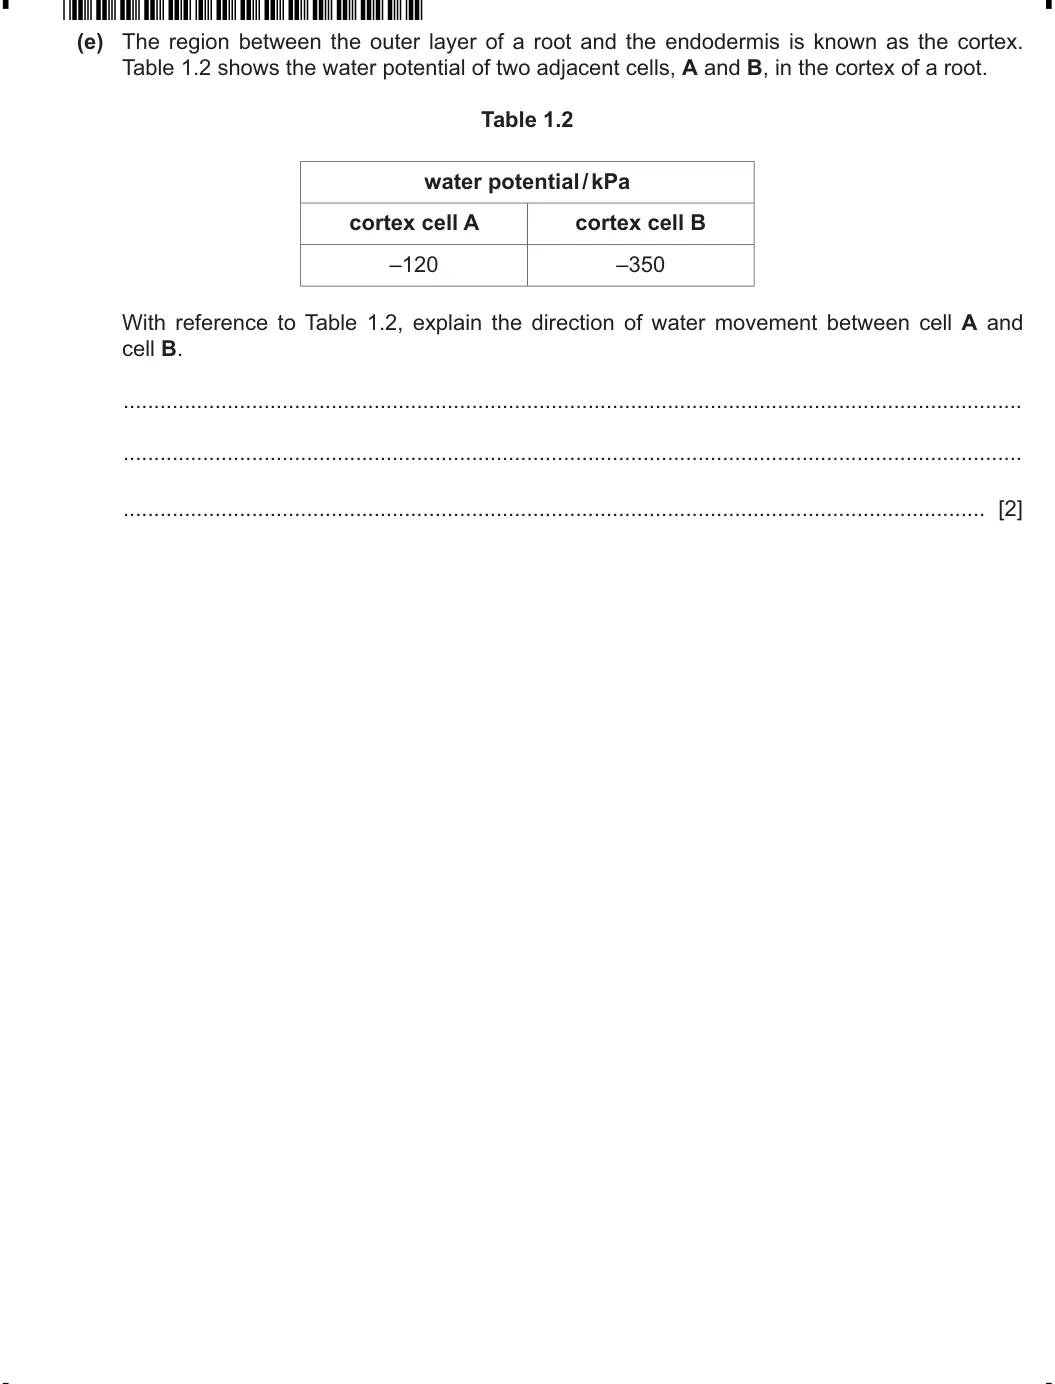 (e) The region between the outer layer of a root and the endodermis is known as the cortex.
Table 1.2 shows the water potential of two adjacent cells, A and B, in the cortex of a root.
Table 1.2
water potential / kPa
cortex cell A cortex cell B
–120 –350
With reference to Table 1.2, explain the direction of water movement between cell A and
cell B.
...................................................................................................................................................
...................................................................................................................................................
............................................................................................................................................. [2]